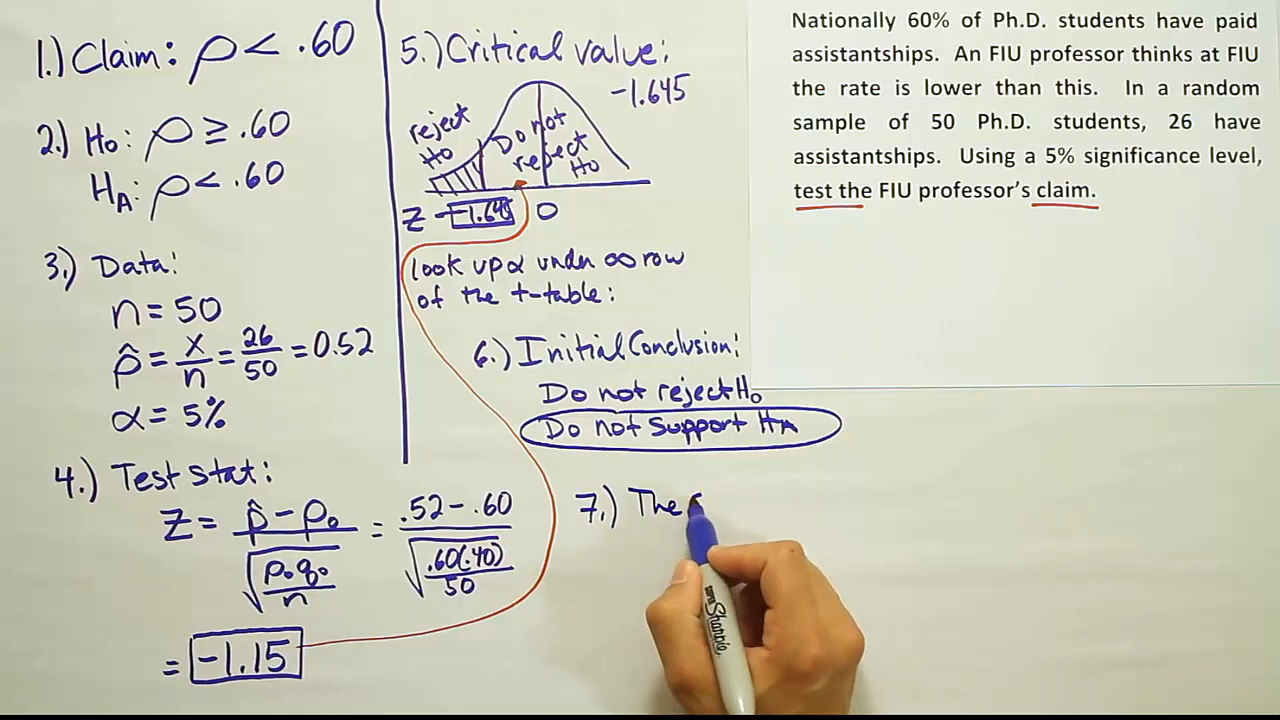 1.) Claim: p < .60
2.) Ho: p ≥ .60
HA: p < .60
3.) Data:
n = 50
p̂ = x/n = 26/50 = 0.52
α = 5%
4.) Test Stat:
Z = (p̂ - p₀)/√(p₀q₀/n) = (.52 - .60)/√(.60(.40)/50)
= -1.15
5.) Critical value:
-1.645
reject Ho
Do not reject Ho
Z -1.645 0
look up α under ∞ row
of the t-table:
6.) Initial Conclusion:
Do not reject Ho
Do not support HA
7.) The
Nationally 60% of Ph.D. students have paid
assistantships. An FIU professor thinks at FIU
the rate is lower than this. In a random
sample of 50 Ph.D. students, 26 have
assistantships. Using a 5% significance level,
test the FIU professor's claim.
SUPER Sharpie